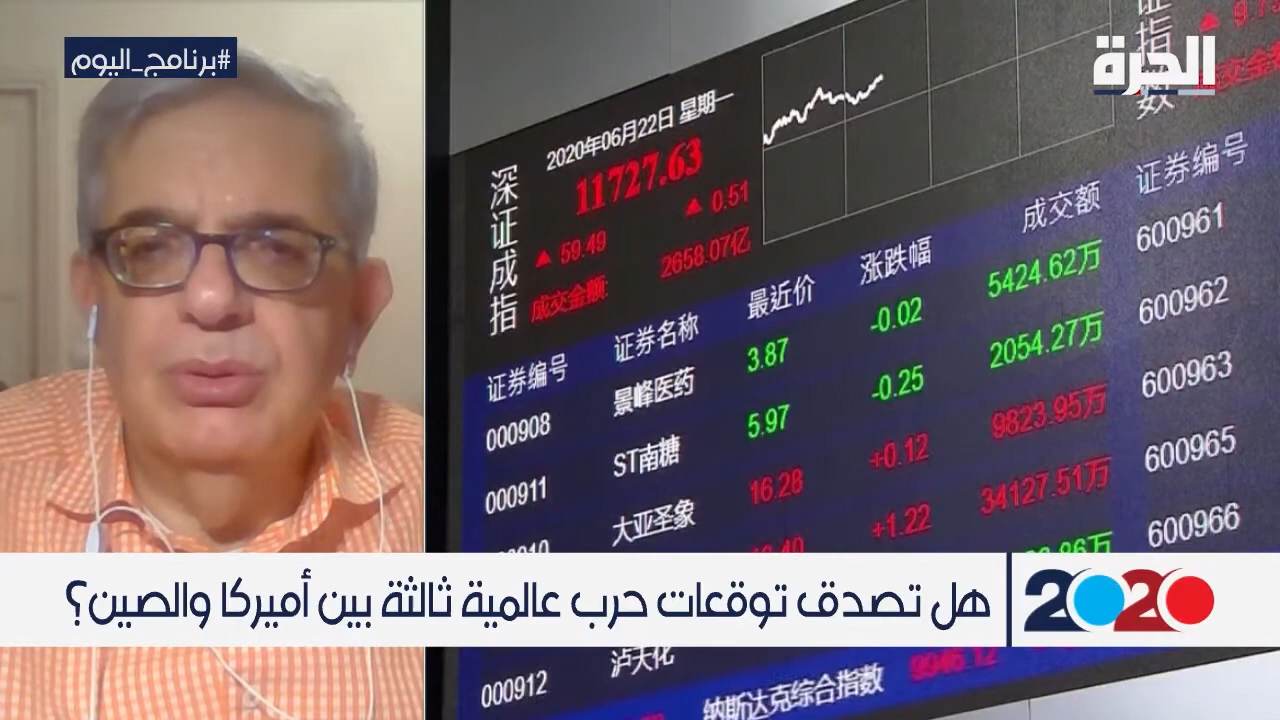 #برنامج_اليوم
الحرة
2020年06月22日 星期一
11727.63
▲ 59.49 ▲ 0.51
成交金额: 2658.07亿
深证成指
证券编号 证券名称 最近价 涨跌幅 成交额 证券编号
000908 景峰医药 3.87 -0.02 5424.62万 600961
000911 ST南糖 5.97 -0.25 2054.27万 600962
大亚圣象 16.28 +0.12 9823.95万 600963
+1.22 34127.51万 600965
600966
هل تصدق توقعات حرب عالمية ثالثة بين أميركا والصين؟
2020
000912 泸天化
纳斯达克综合指数 9946.12